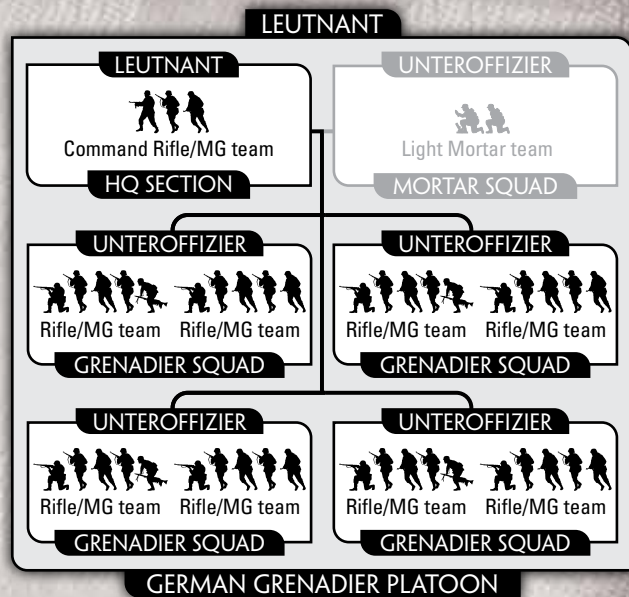 LEUTNANT
LEUTNANT
Command Rifle/MG team
HQ SECTION
UNTEROFFIZIER
Light Mortar team
MORTAR SQUAD
UNTEROFFIZIER
Rifle/MG team Rifle/MG team
GRENADIER SQUAD
UNTEROFFIZIER
Rifle/MG team Rifle/MG team
GRENADIER SQUAD
UNTEROFFIZIER
Rifle/MG team Rifle/MG team
GRENADIER SQUAD
UNTEROFFIZIER
Rifle/MG team Rifle/MG team
GRENADIER SQUAD
GERMAN GRENADIER PLATOON